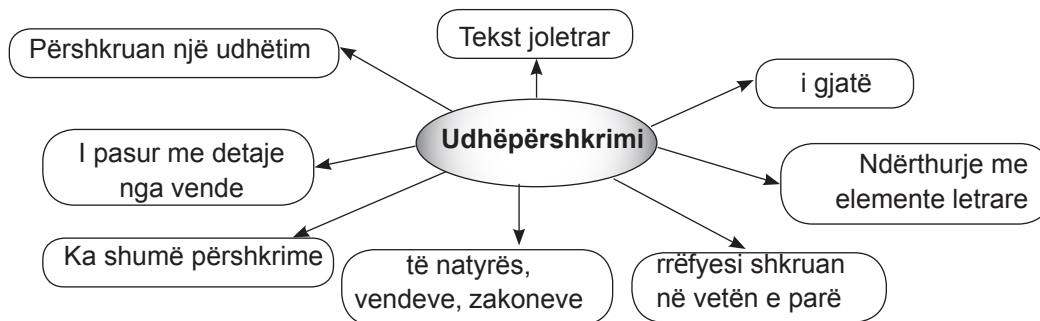 Përshkruan një udhëtim
Tekst joletrar
i gjatë
Udhëpërshkrimi
I pasur me detaje
nga vende
Ndërthurje me
elemente letrare
Ka shumë përshkrime
të natyrës,
vendeve, zakoneve
rrëfyesi shkruan
në vetën e parë